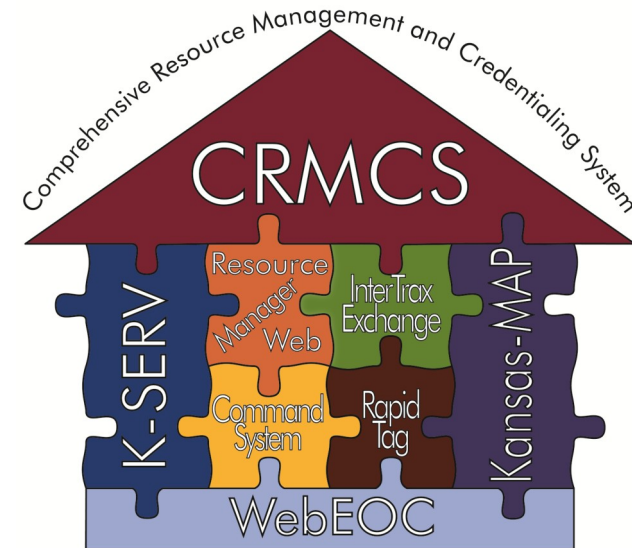 Comprehensive Resource Management and Credentialing System
CRMCS
K-SERV
Resource
Manager
Web
InterTrax
Exchange
Kansas-MAP
Command
System
Rapid
Tag
WebEOC